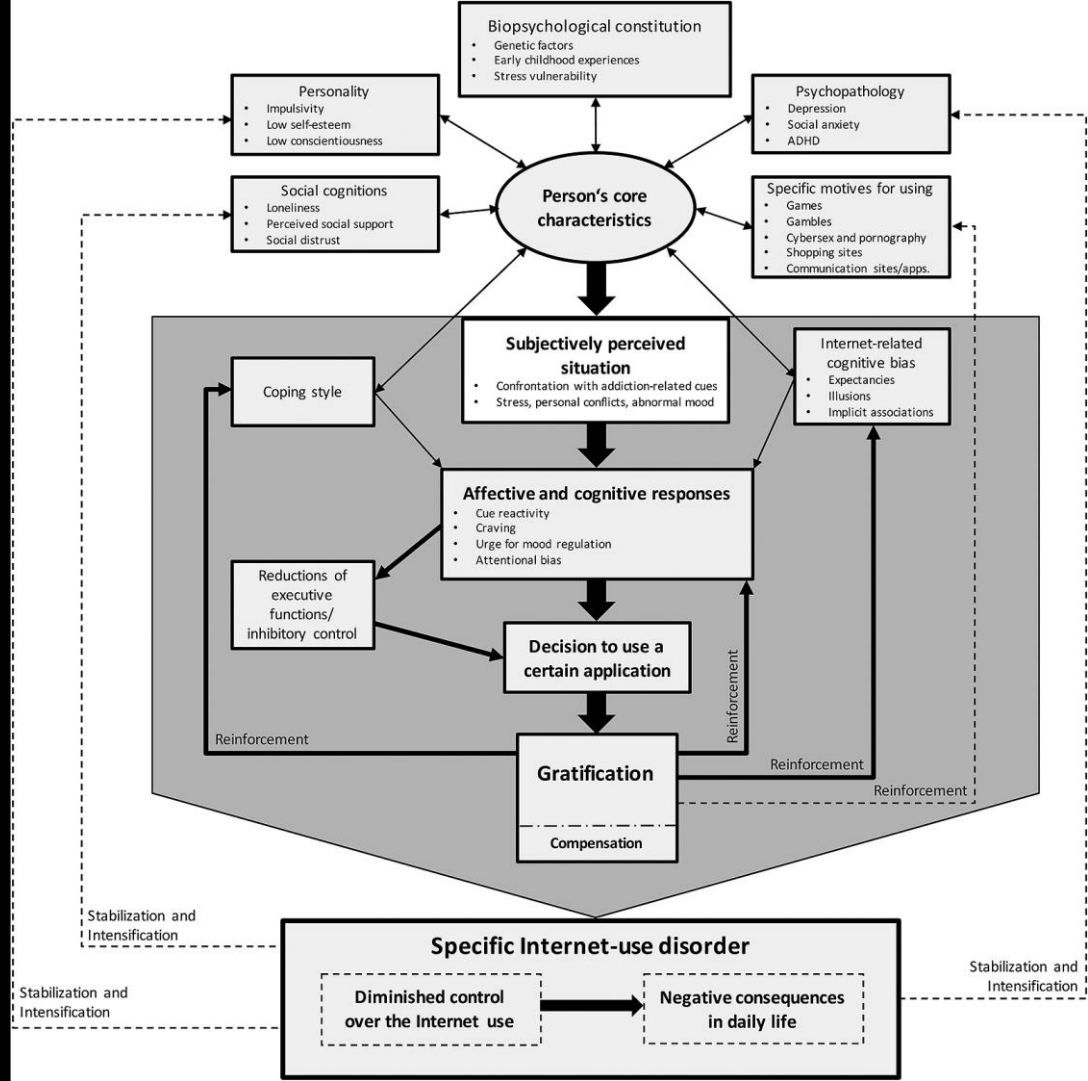 Biopsychological constitution
• Genetic factors
• Early childhood experiences
• Stress vulnerability
Personality
• Impulsivity
• Low self-esteem
• Low conscientiousness
Psychopathology
• Depression
• Social anxiety
• ADHD
Person‘s core
characteristics
Social cognitions
• Loneliness
• Perceived social support
• Social distrust
Specific motives for using
• Games
• Gambles
• Cybersex and pornography
• Shopping sites
• Communication sites/apps.
Subjectively perceived
situation
• Confrontation with addiction-related cues
• Stress, personal conflicts, abnormal mood
Coping style
Internet-related
cognitive bias
• Expectancies
• Illusions
• Implicit associations
Affective and cognitive responses
• Cue reactivity
• Craving
• Urge for mood regulation
• Attentional bias
Reductions of
executive
functions/
inhibitory control
Decision to use a
certain application
Reinforcement
Reinforcement
Gratification
Reinforcement
Reinforcement
Compensation
Stabilization and
Intensification
Specific Internet-use disorder
Stabilization and
Intensification
Diminished control
over the Internet use
Negative consequences
in daily life
Stabilization and
Intensification